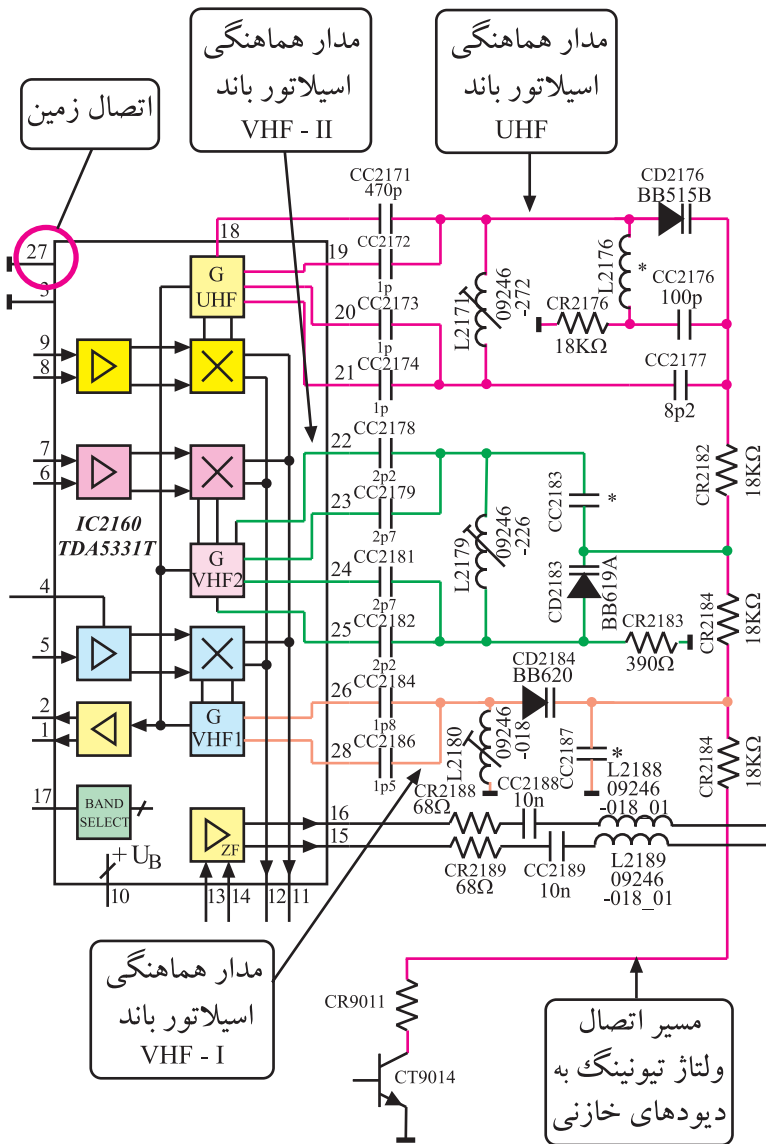 اتصال زمین
مدار هماهنگی
اسیلاتور باند
VHF - II
مدار هماهنگی
اسیلاتور باند
UHF
CC2171
470p
CD2176
BB515B
27
18
19
3
G
UHF
CC2172
1p
L2171
09246
-272
L2176
*
CC2176
100p
CR2176
18KΩ
20
CC2173
1p
9
8
21
CC2174
1p
CC2177
8p2
22
CC2178
2p2
CR2182
18KΩ
7
6
23
CC2179
2p7
CC2183
*
IC2160
TDA5331T
L2179
09246
-226
G
VHF2
24
CC2181
2p7
CD2183
BB619A
4
25
CC2182
2p2
CR2183
390Ω
CR2184
18KΩ
5
CD2184
BB620
26
CC2184
1p8
2
1
G
VHF1
28
CC2186
1p5
L2180
09246
-018
CC2187
*
CR2184
18KΩ
17
BAND
SELECT
CR2188
68Ω
CC2188
10n
L2188
09246
-018_01
16
15
ZF
+ U_B
10
13
14
12
11
CR2189
68Ω
CC2189
10n
L2189
09246
-018_01
مدار هماهنگی
اسیلاتور باند
VHF - I
CR9011
CT9014
مسیر اتصال
ولتاژ تیونینگ به
دیودهای خازنی